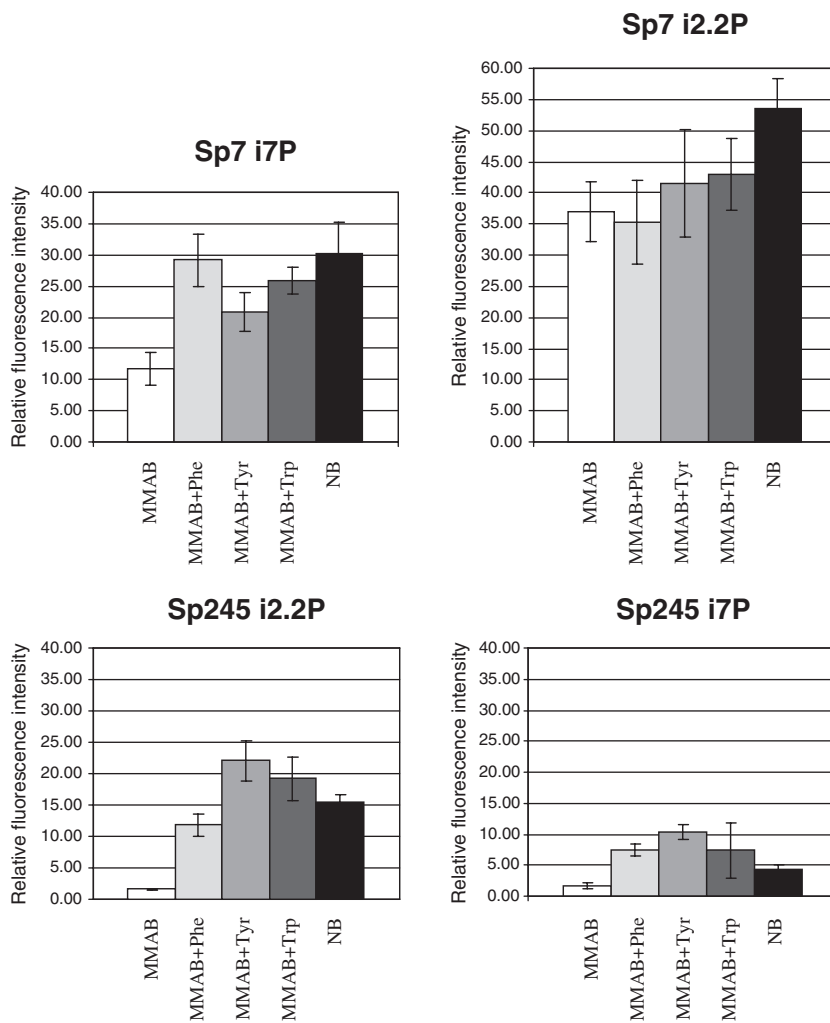 Sp7 i7P
Relative fluorescence intensity
40.00
35.00
30.00
25.00
20.00
15.00
10.00
5.00
0.00
MMAB
MMAB+Phe
MMAB+Tyr
MMAB+Trp
NB
Sp7 i2.2P
Relative fluorescence intensity
60.00
55.00
50.00
45.00
40.00
35.00
30.00
25.00
20.00
15.00
10.00
5.00
0.00
MMAB
MMAB+Phe
MMAB+Tyr
MMAB+Trp
NB
Sp245 i2.2P
Relative fluorescence intensity
40.00
35.00
30.00
25.00
20.00
15.00
10.00
5.00
0.00
MMAB
MMAB+Phe
MMAB+Tyr
MMAB+Trp
NB
Sp245 i7P
Relative fluorescence intensity
40.00
35.00
30.00
25.00
20.00
15.00
10.00
5.00
0.00
MMAB
MMAB+Phe
MMAB+Tyr
MMAB+Trp
NB